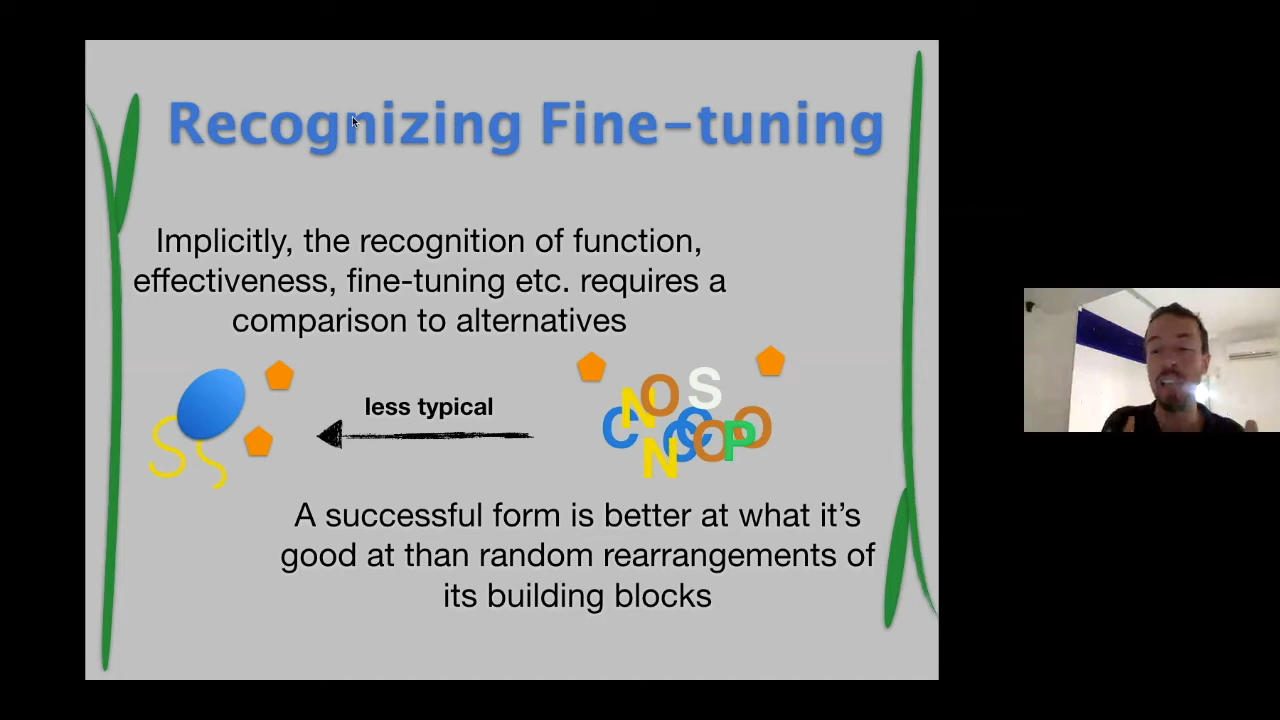 Recognizing Fine-tuning
Implicitly, the recognition of function,
effectiveness, fine-tuning etc. requires a
comparison to alternatives
less typical
N O S
C C C O P O
N
A successful form is better at what it’s
good at than random rearrangements of
its building blocks